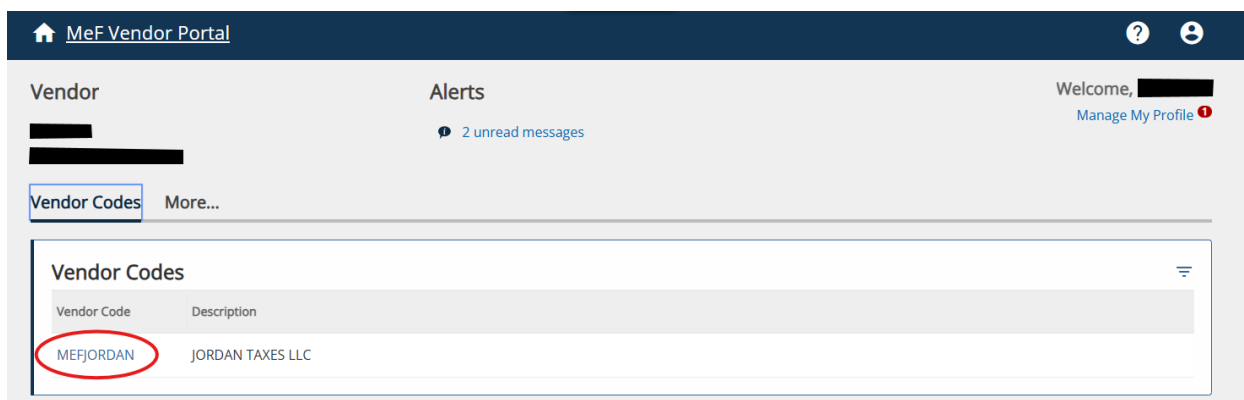 MeF Vendor Portal
Vendor
Alerts
Welcome,
2 unread messages
Manage My Profile 1
Vendor Codes More...
Vendor Codes
Vendor Code Description
MEFJORDAN JORDAN TAXES LLC